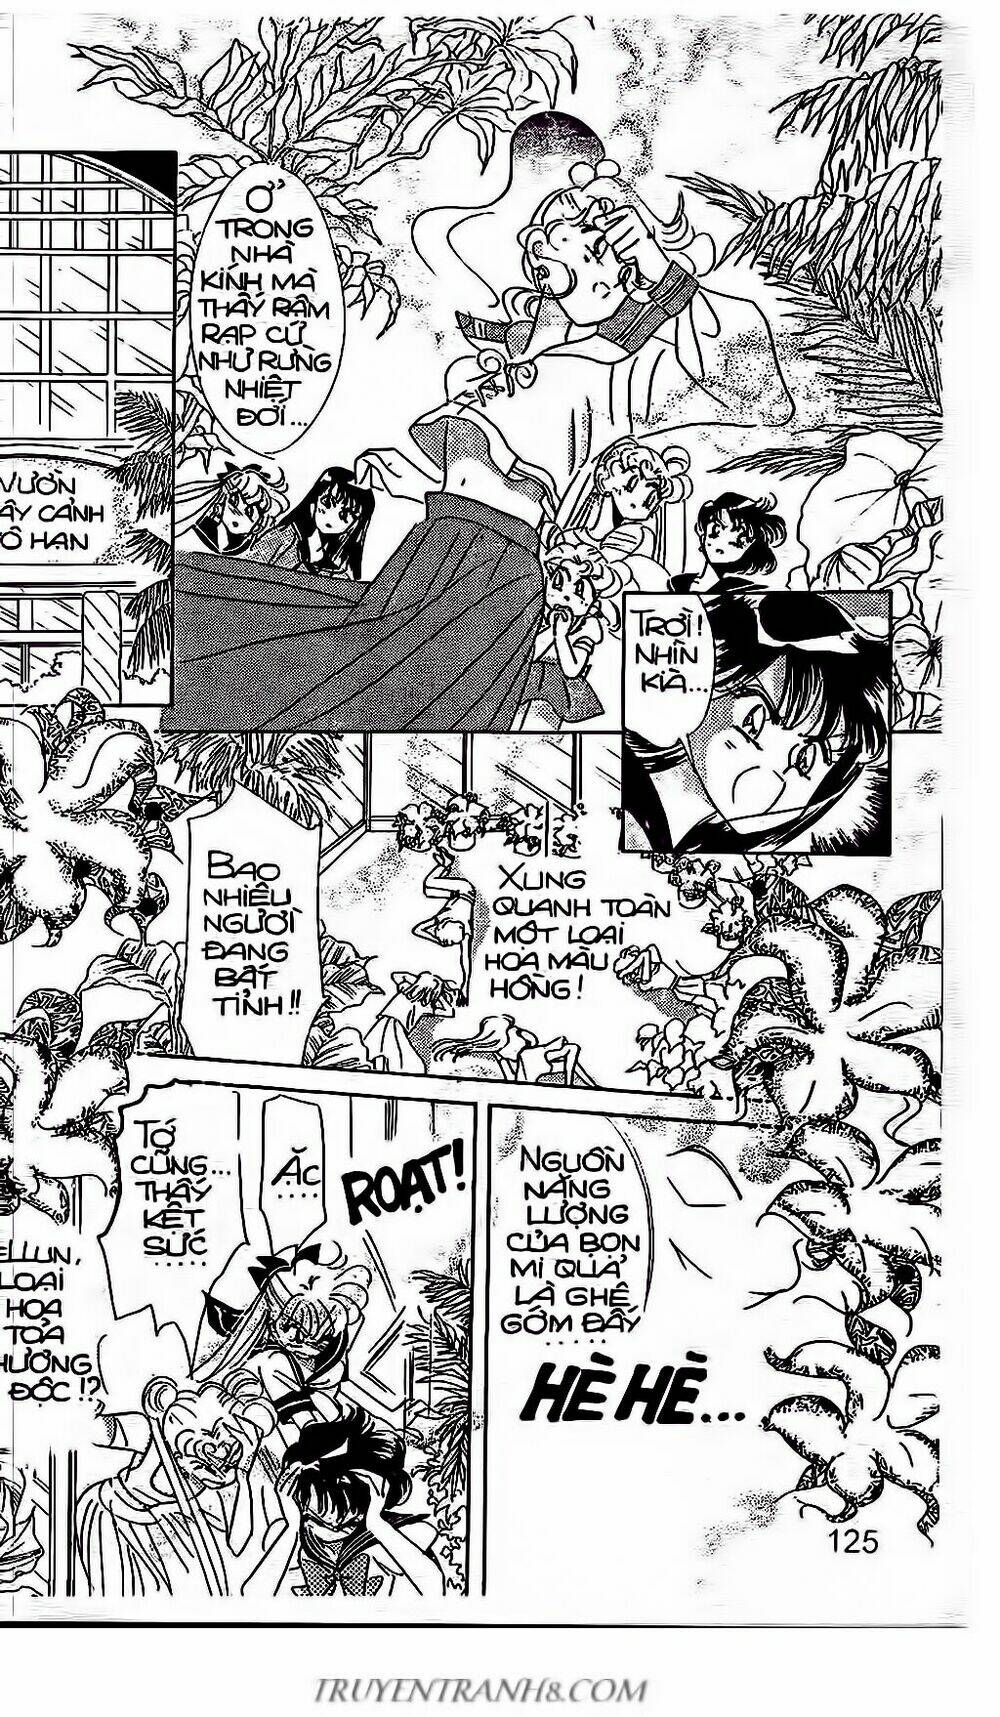 Ơ'
TRONG
NHÀ
KÍNH MÀ
THẤY RẬM
RẠP CỨ
NHƯ RỪNG
NHIỆT
ĐỚI...
VƯỜN
CẢNH
HẠN
TRỜI!
NHÌN
KÌA...
BAO
NHIÊU
NGƯỜI
ĐANG
BẤT
TỈNH!!
XUNG
QUANH TOÀN
MỘT LOẠI
HOA MÀU
HỒNG!
TỚ
CŨNG...
THẤY
KIỆT
SỨC
.....
ẶC
.....
ROẠT!
ELLUN,
LOẠI
HOA
TỎA
HƯƠNG
ĐỘC!?
NGUỒN
NĂNG
LƯỢNG
CỦA BỌN
MI QUẢ
LÀ GHÊ
GỚM ĐẤY
.....
HÈ HÈ...
125
TRUYENTRANH8.COM